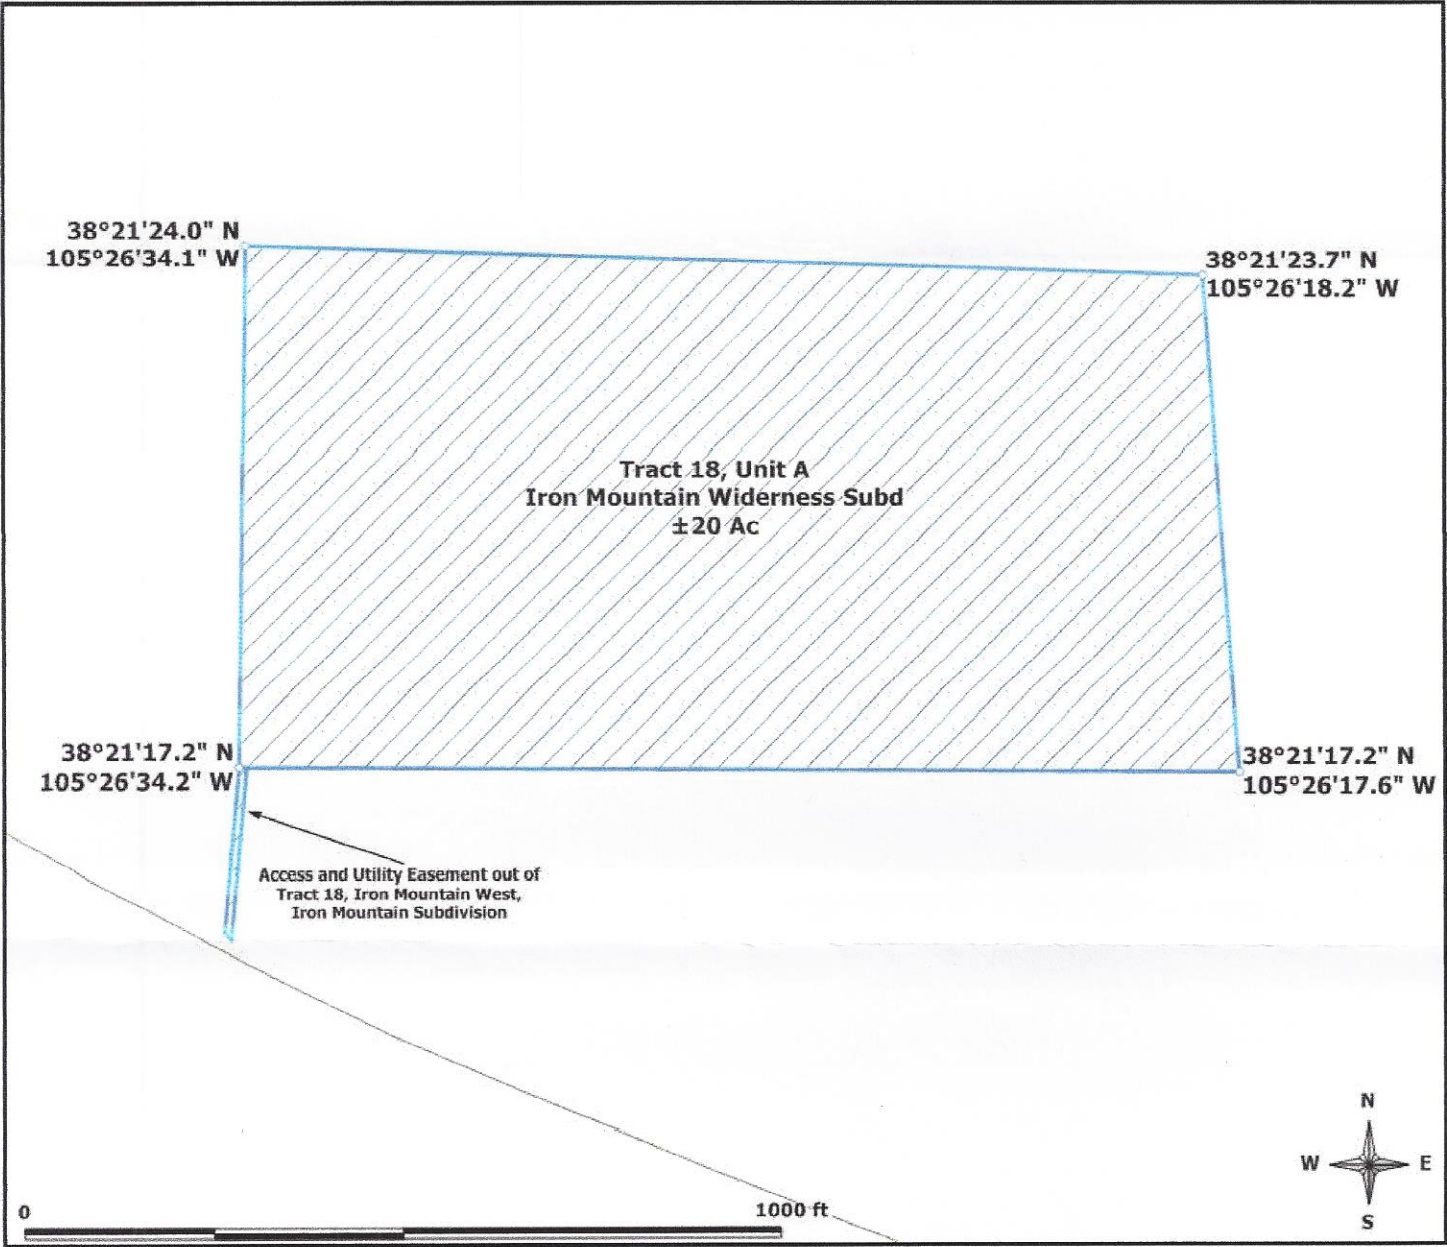 38°21'24.0" N
105°26'34.1" W
38°21'23.7" N
105°26'18.2" W
Tract 18, Unit A
Iron Mountain Widerness Subd
±20 Ac
38°21'17.2" N
105°26'34.2" W
38°21'17.2" N
105°26'17.6" W
Access and Utility Easement out of
Tract 18, Iron Mountain West,
Iron Mountain Subdivision
N
W E
S
0 1000 ft